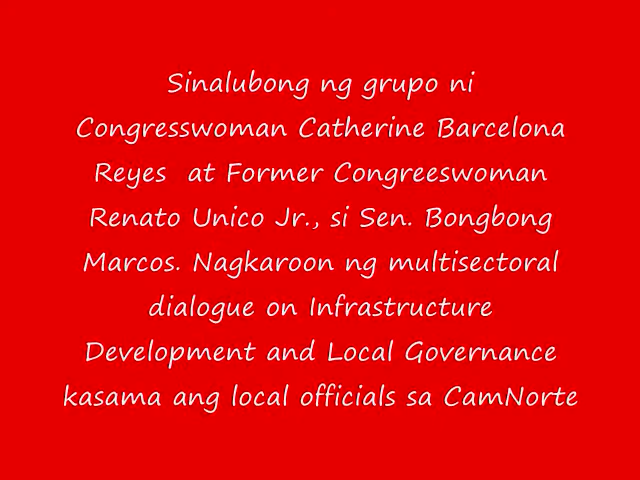 Sinalubong ng grupo ni
Congresswoman Catherine Barcelona
Reyes at Former Congreeswoman
Renato Unico Jr., si Sen. Bongbong
Marcos. Nagkaroon ng multisectoral
dialogue on Infrastructure
Development and Local Governance
kasama ang local officials sa CamNorte